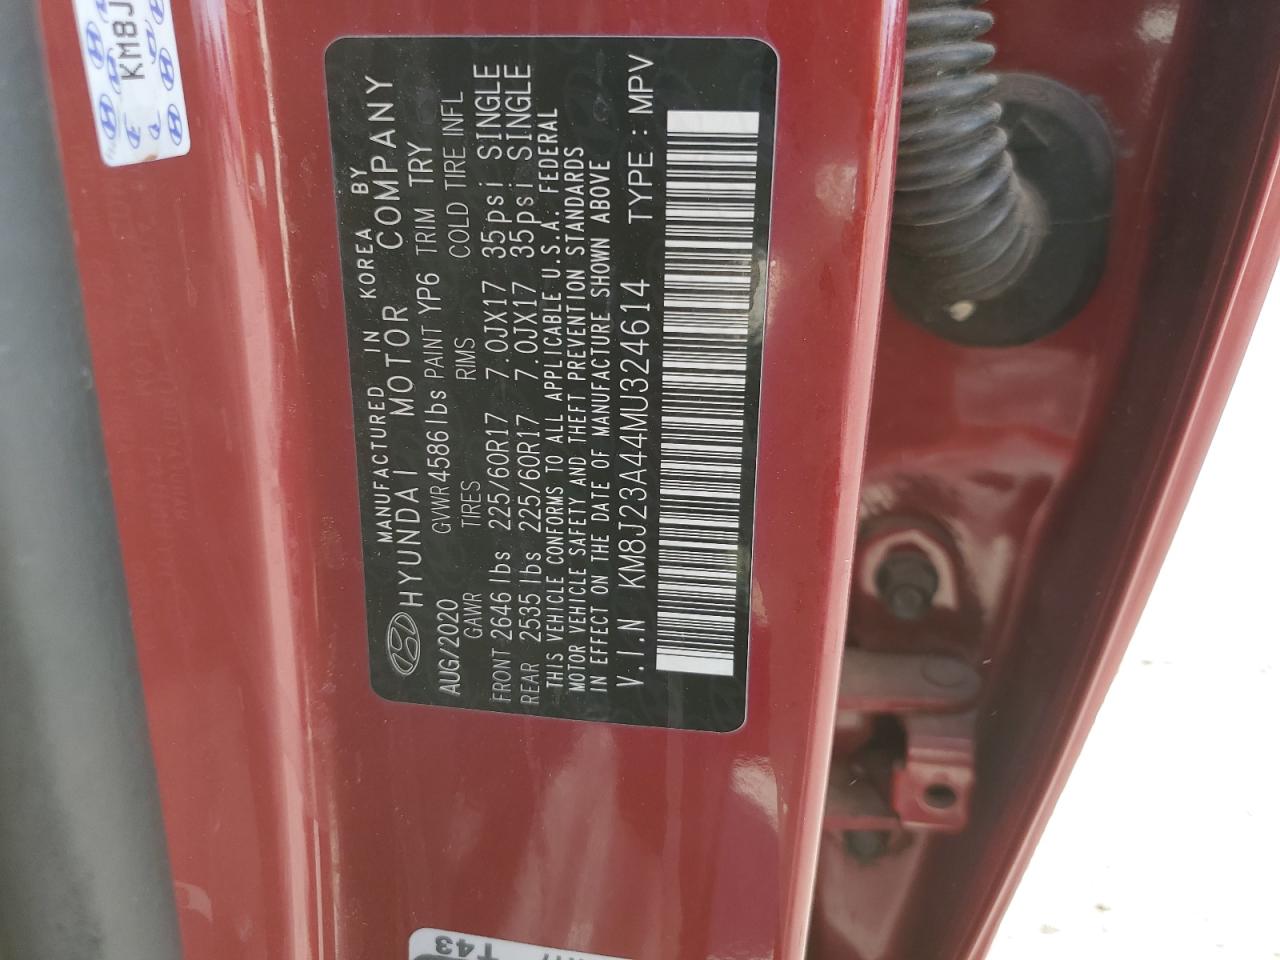 MANUFACTURED IN KOREA BY
HYUNDAI MOTOR COMPANY
AUG/2020 GVWR4586lbs PAINT YP6 TRIM TRY
GAWR TIRES RIMS COLD TIRE INFL
FRONT 2646lbs 225/60R17 7.0JX17 35psi SINGLE
REAR 2535lbs 225/60R17 7.0JX17 35psi SINGLE
THIS VEHICLE CONFORMS TO ALL APPLICABLE U.S.A. FEDERAL
MOTOR VEHICLE SAFETY AND THEFT PREVENTION STANDARDS
IN EFFECT ON THE DATE OF MANUFACTURE SHOWN ABOVE
V.I.N KM8J23A44MU324614 TYPE : MPV
KM8J
T43